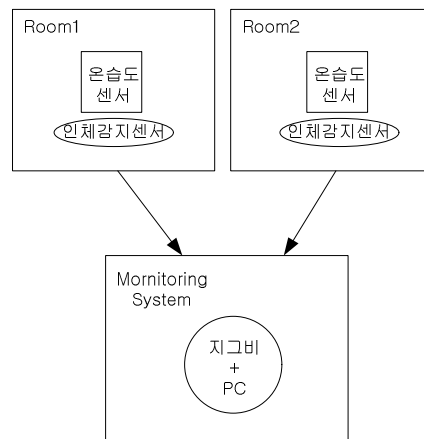 Room1
온습도
센서
인체감지센서
Room2
온습도
센서
인체감지센서
Mornitoring
System
지그비
+
PC